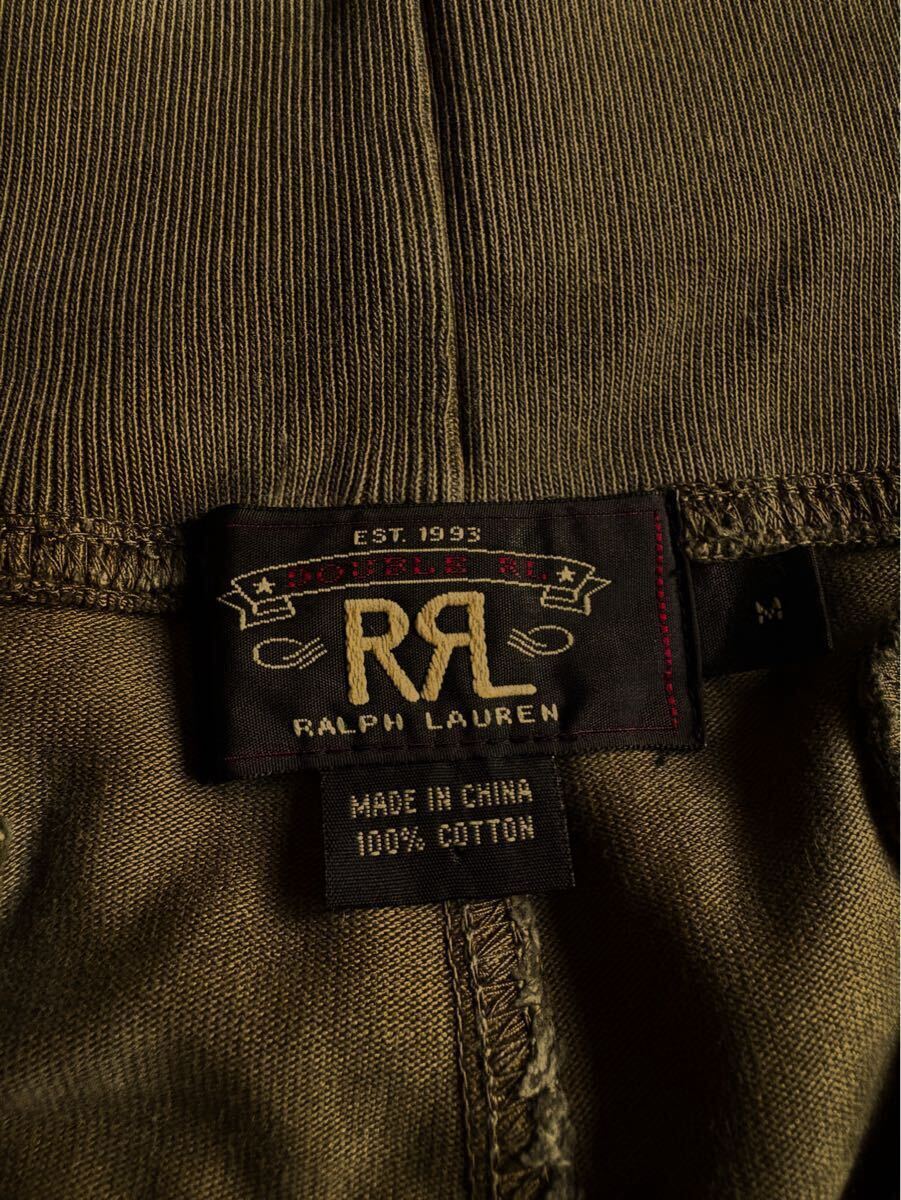 EST. 1993
DOUBLE RL
RRL
RALPH LAUREN
M
MADE IN CHINA
100% COTTON